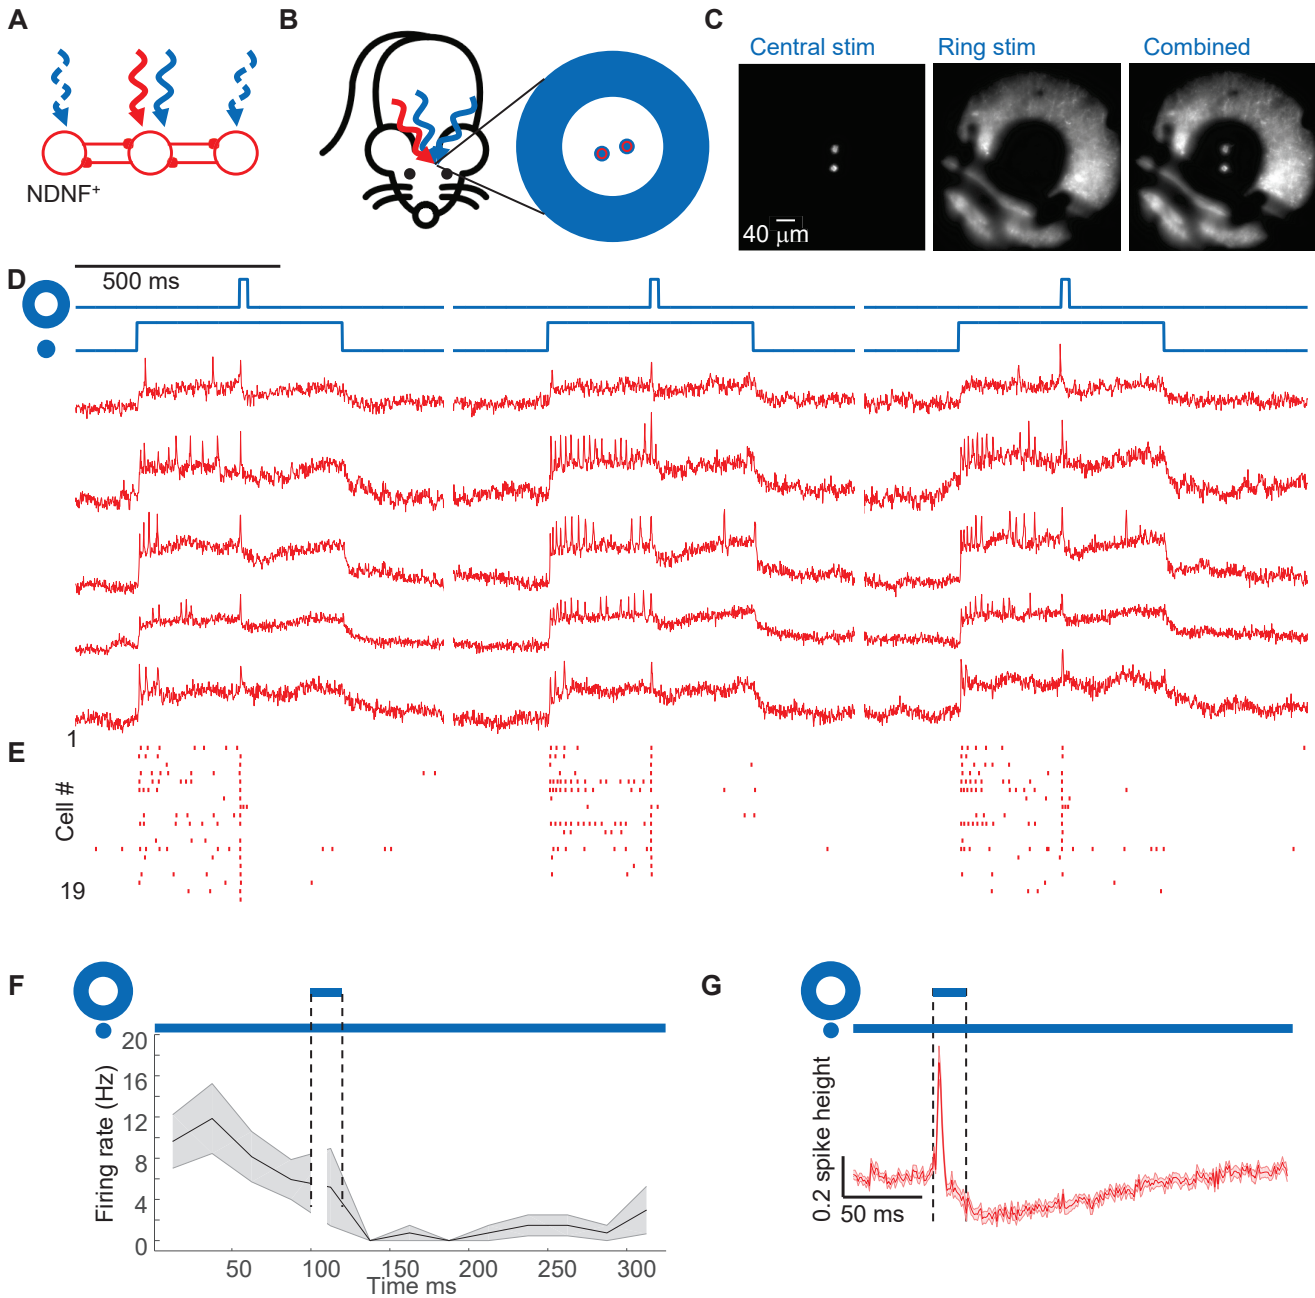 A
NDNF+
B
C
Central stim
Ring stim
Combined
40 μm
D
500 ms
E
1
Cell #
19
F
20
16
12
8
4
0
Firing rate (Hz)
50
100
150
200
250
300
Time ms
G
0.2 spike height
50 ms